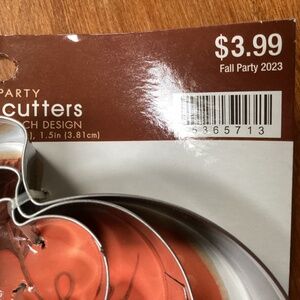 $3.99
Fall Party 2023
PARTY
cutters
CH DESIGN
), 1.5in (3.81cm)
5365713